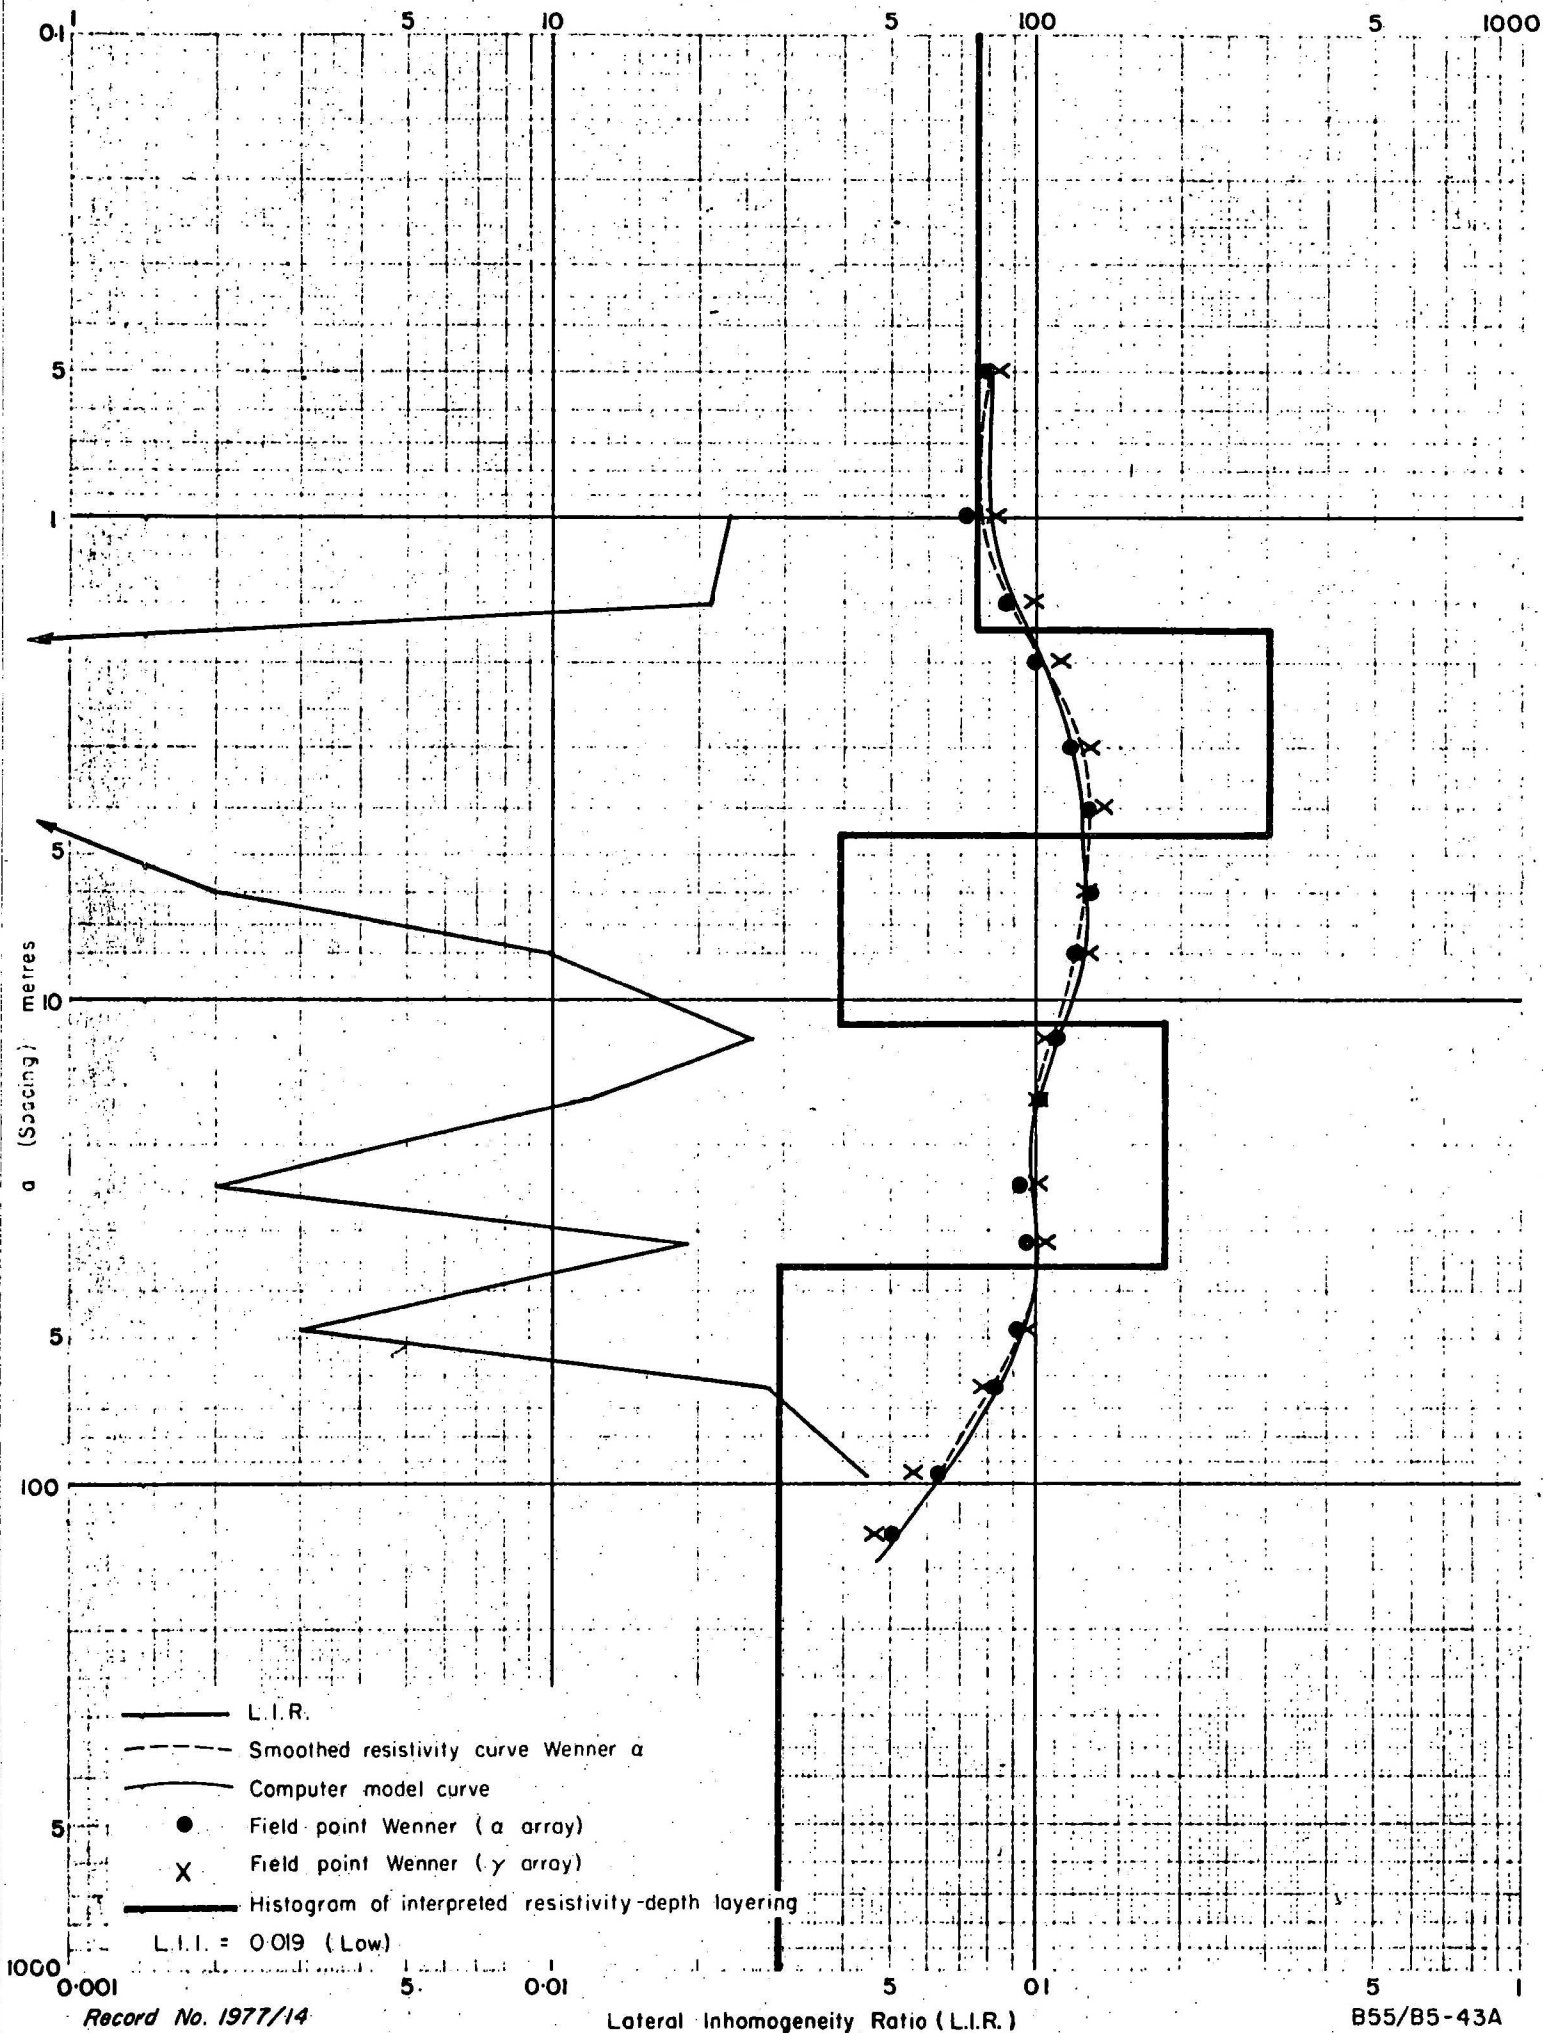 1 5 10 5 100 5 1000
0.1
5
1
5
10
5
100
5
1000
a (Spacing) metres
L.I.R.
Smoothed resistivity curve Wenner α
Computer model curve
Field point Wenner (α array)
Field point Wenner (γ array)
Histogram of interpreted resistivity-depth layering
L.I.I. = 0·019 (Low)
0·001 5 0·01 5 01 5 1
Record No. 1977/14
Lateral Inhomogeneity Ratio (L.I.R.)
B55/B5-43A